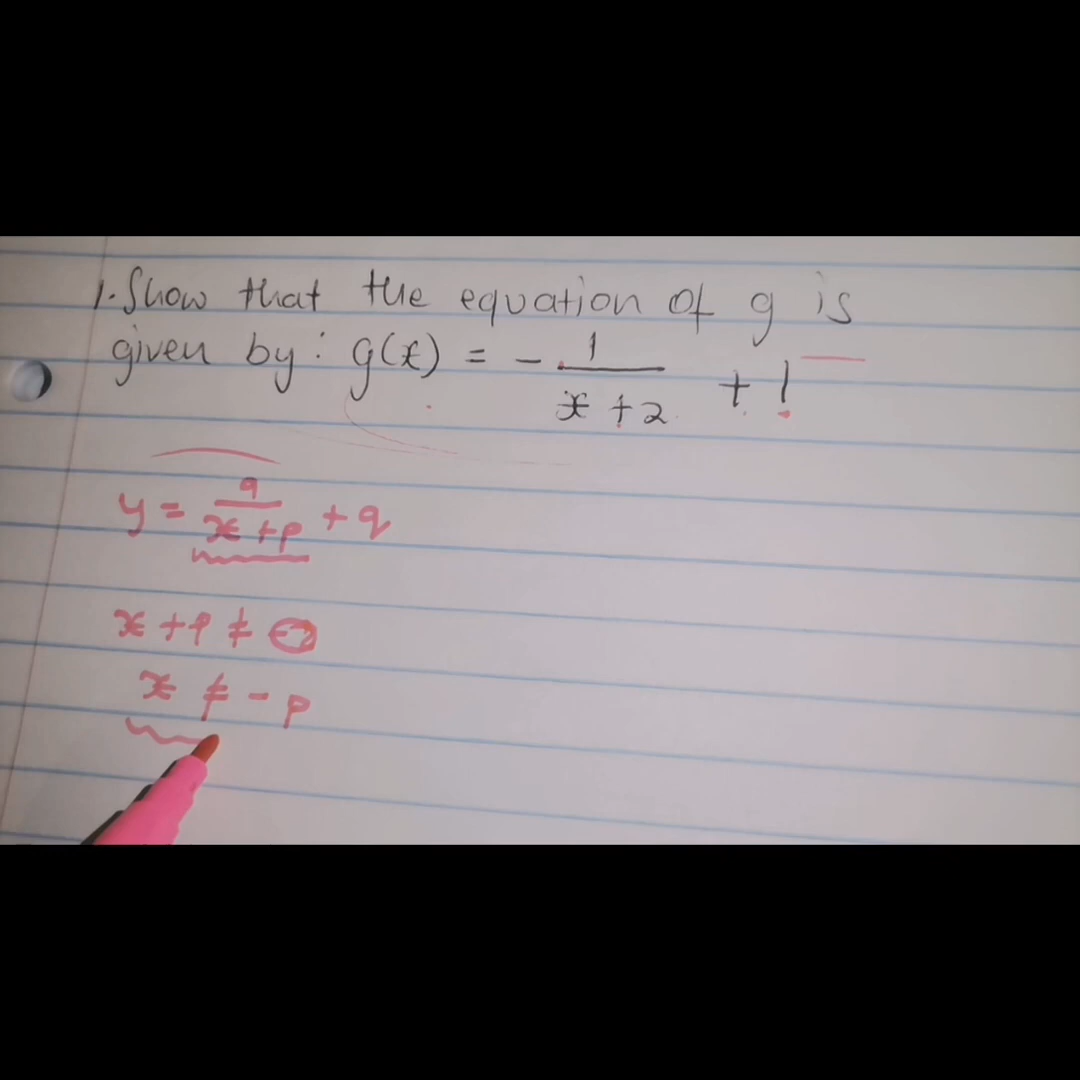 1. Show that the equation of g is
given by: g(x) = - 1/(x + 2) + 1
y = a/(x + p) + q
x + p ≠ 0
x ≠ - p